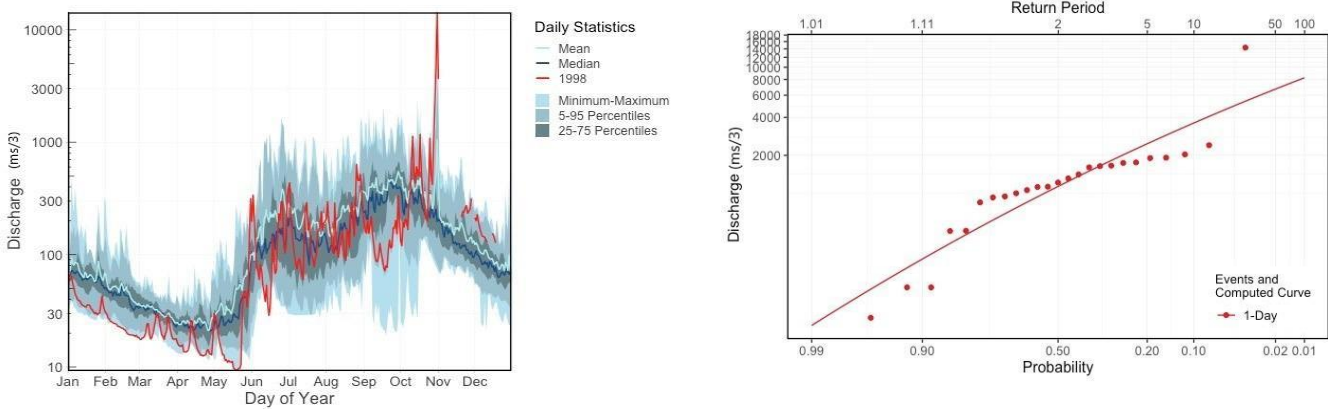 10000
3000
1000
300
100
30
10
Discharge (ms/3)
Jan Feb Mar Apr May Jun Jul Aug Sep Oct Nov Dec
Day of Year
Daily Statistics
Mean
Median
1998
Minimum-Maximum
5-95 Percentiles
25-75 Percentiles
Return Period
1.01 1.11 2 5 10 50 100
18000
16000
14000
12000
10000
8000
6000
4000
2000
Discharge (ms/3)
Events and
Computed Curve
1-Day
0.99 0.90 0.50 0.20 0.10 0.02 0.01
Probability